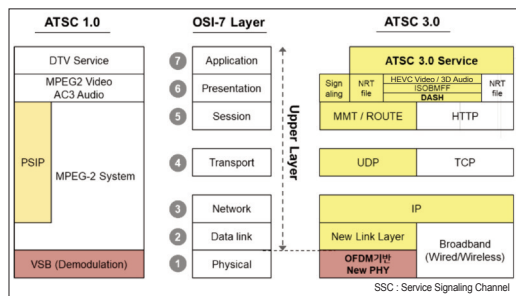 ATSC 1.0
OSI-7 Layer
ATSC 3.0
DTV Service
MPEG2 Video
AC3 Audio
PSIP
MPEG-2 System
VSB (Demodulation)
7 Application
6 Presentation
5 Session
4 Transport
3 Network
2 Data link
1 Physical
Upper Layer
ATSC 3.0 Service
Sign
aling
NRT
file
HEVC Video / 3D Audio
ISOBMFF
DASH
NRT
file
MMT / ROUTE
HTTP
UDP
TCP
IP
New Link Layer
Broadband
(Wired/Wireless)
OFDM기반
New PHY
SSC : Service Signaling Channel